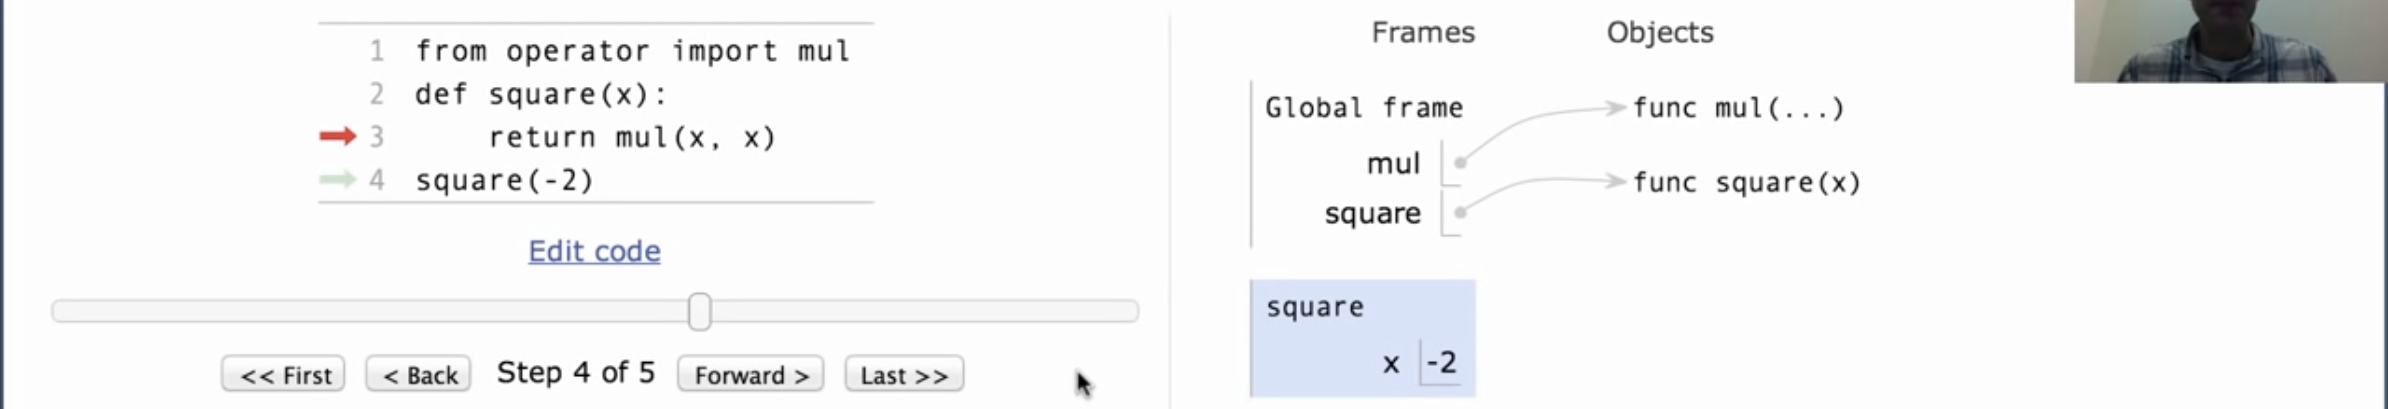 1 from operator import mul
2 def square(x):
3 return mul(x, x)
4 square(-2)
Edit code
<< First
< Back
Step 4 of 5
Forward >
Last >>
Frames
Objects
Global frame
func mul(...)
mul
func square(x)
square
square
x -2